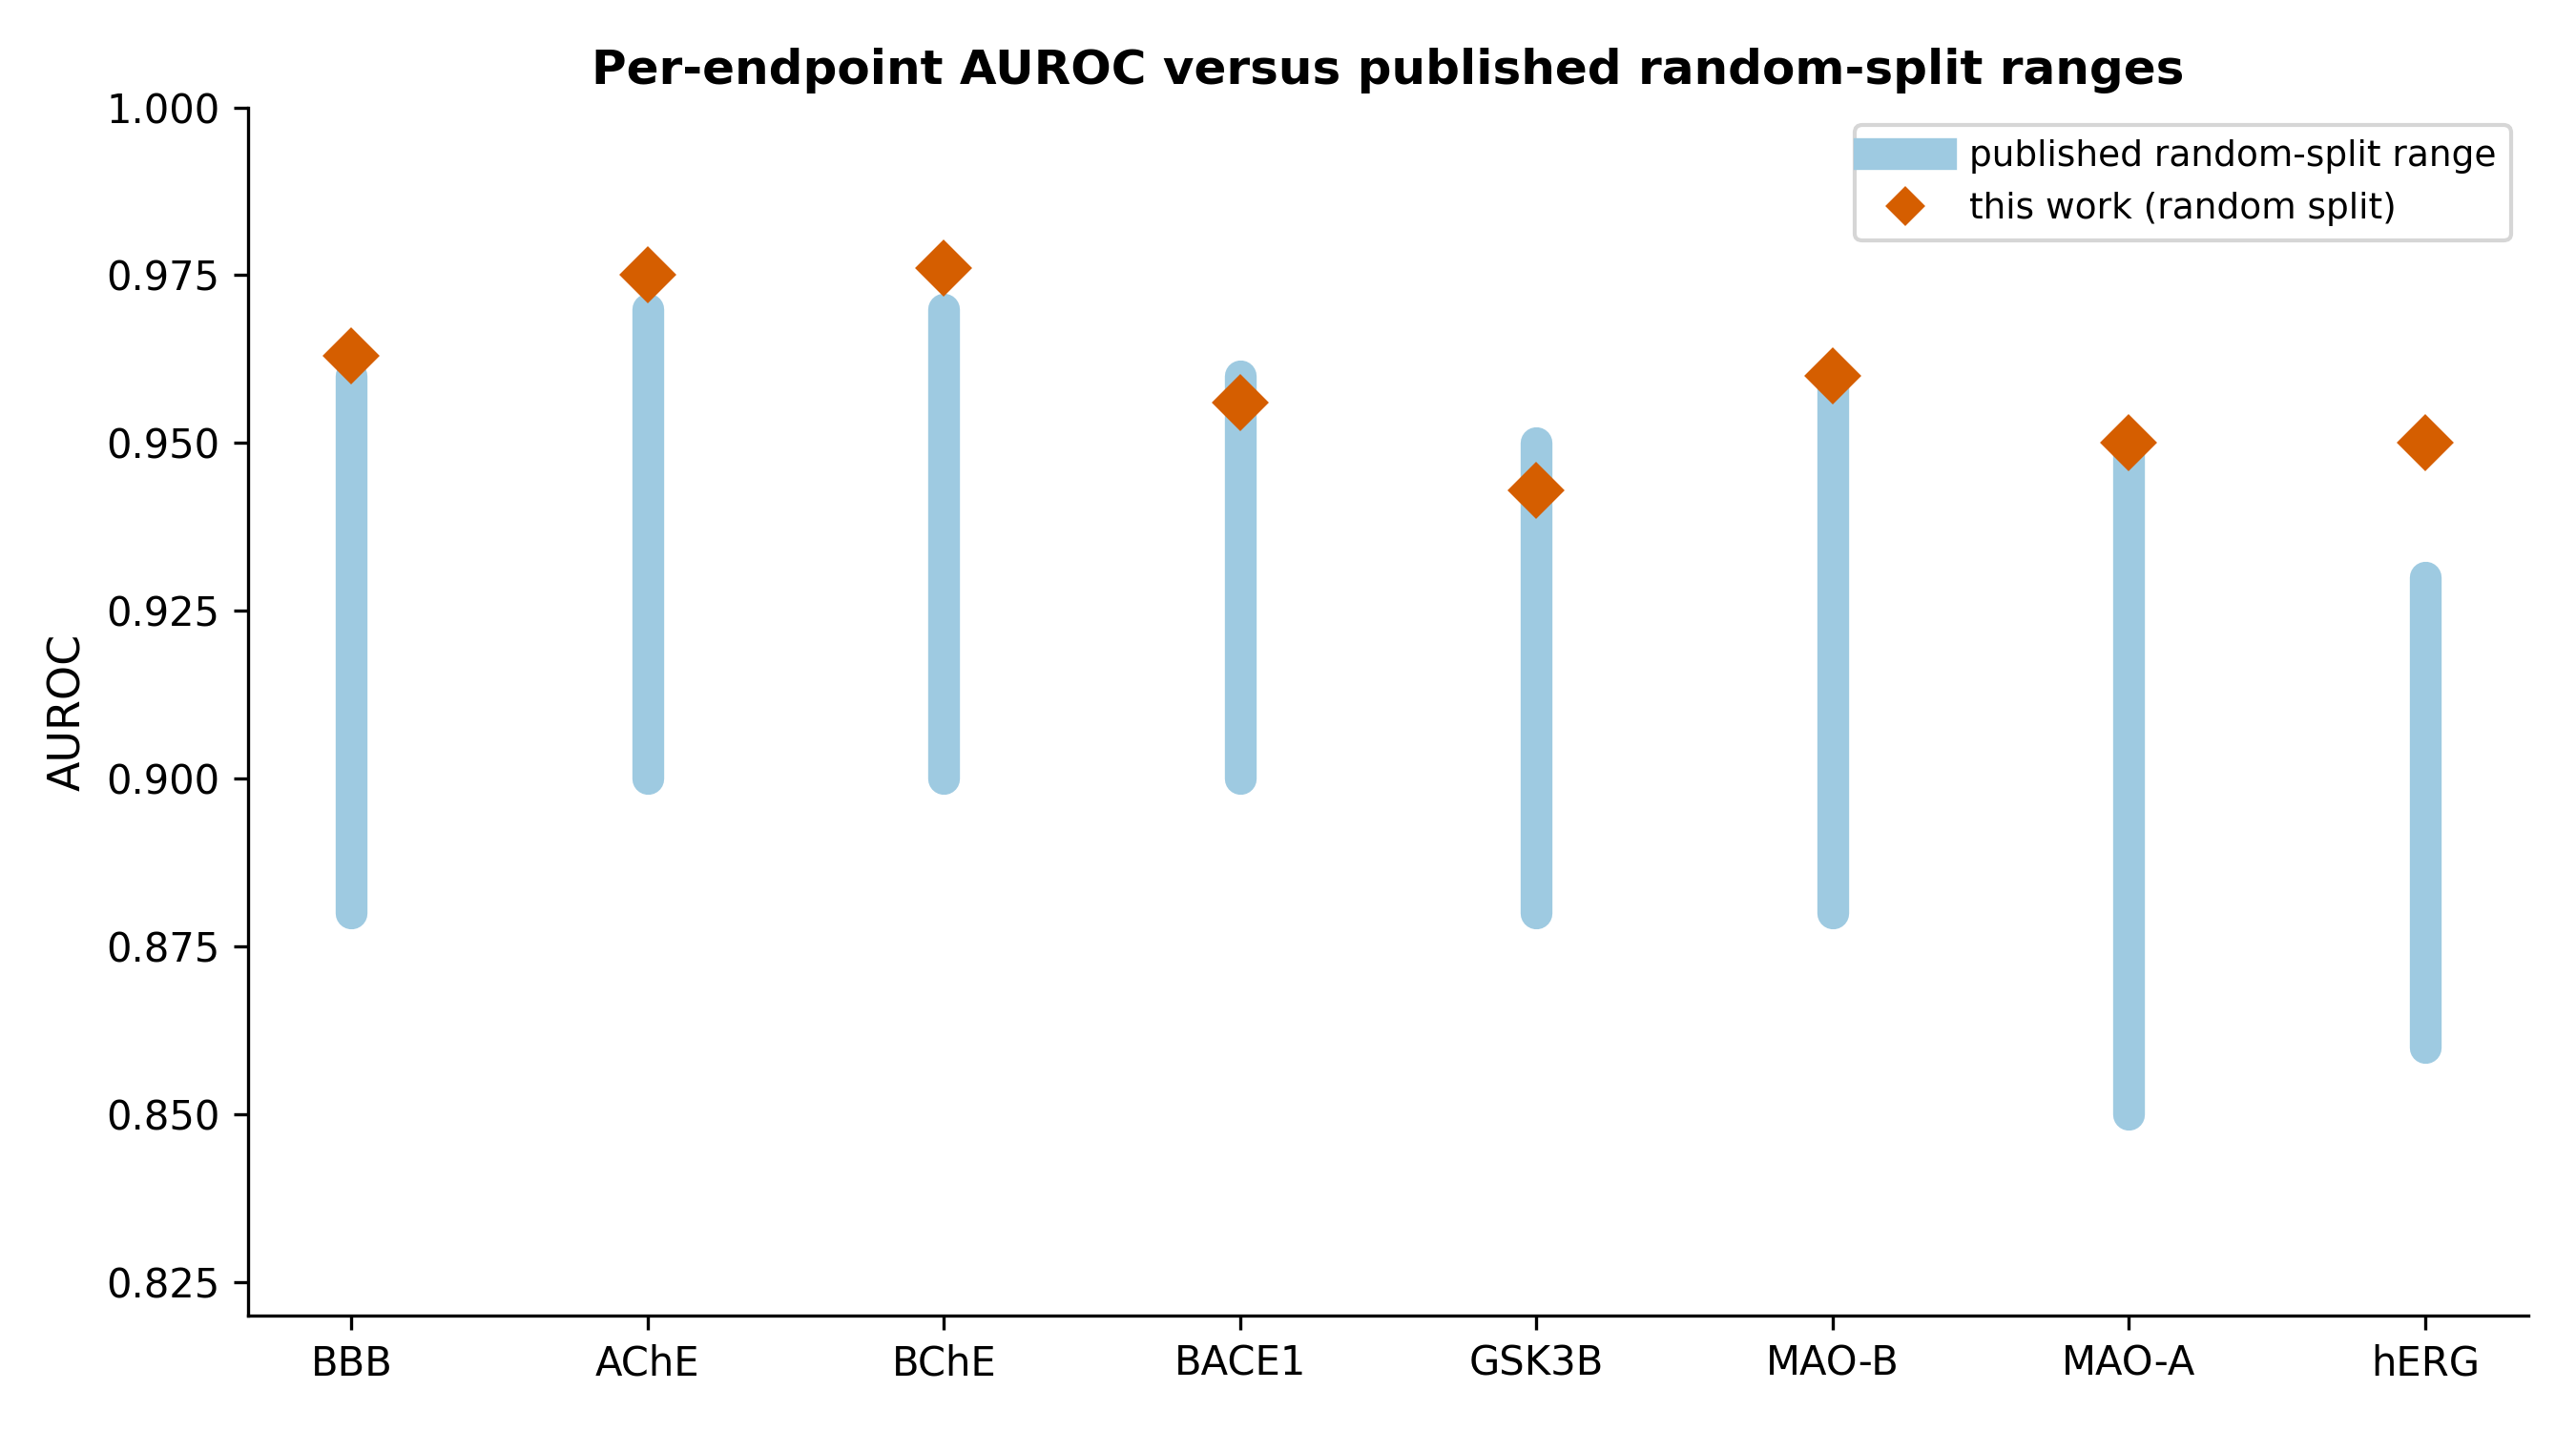 Per-endpoint AUROC versus published random-split ranges
1.000
0.975
0.950
0.925
0.900
0.875
0.850
0.825
AUROC
published random-split range
this work (random split)
BBB
AChE
BChE
BACE1
GSK3B
MAO-B
MAO-A
hERG